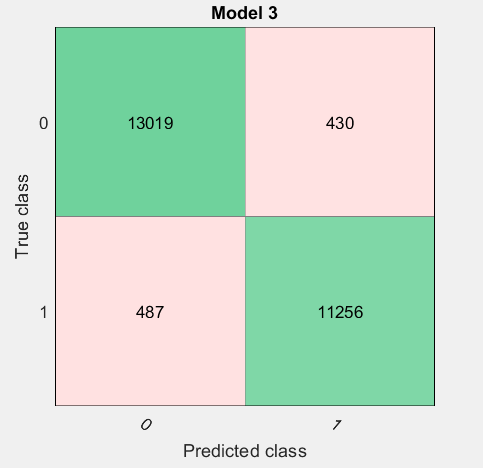 Model 3
0
13019
430
True class
1
487
11256
0
1
Predicted class